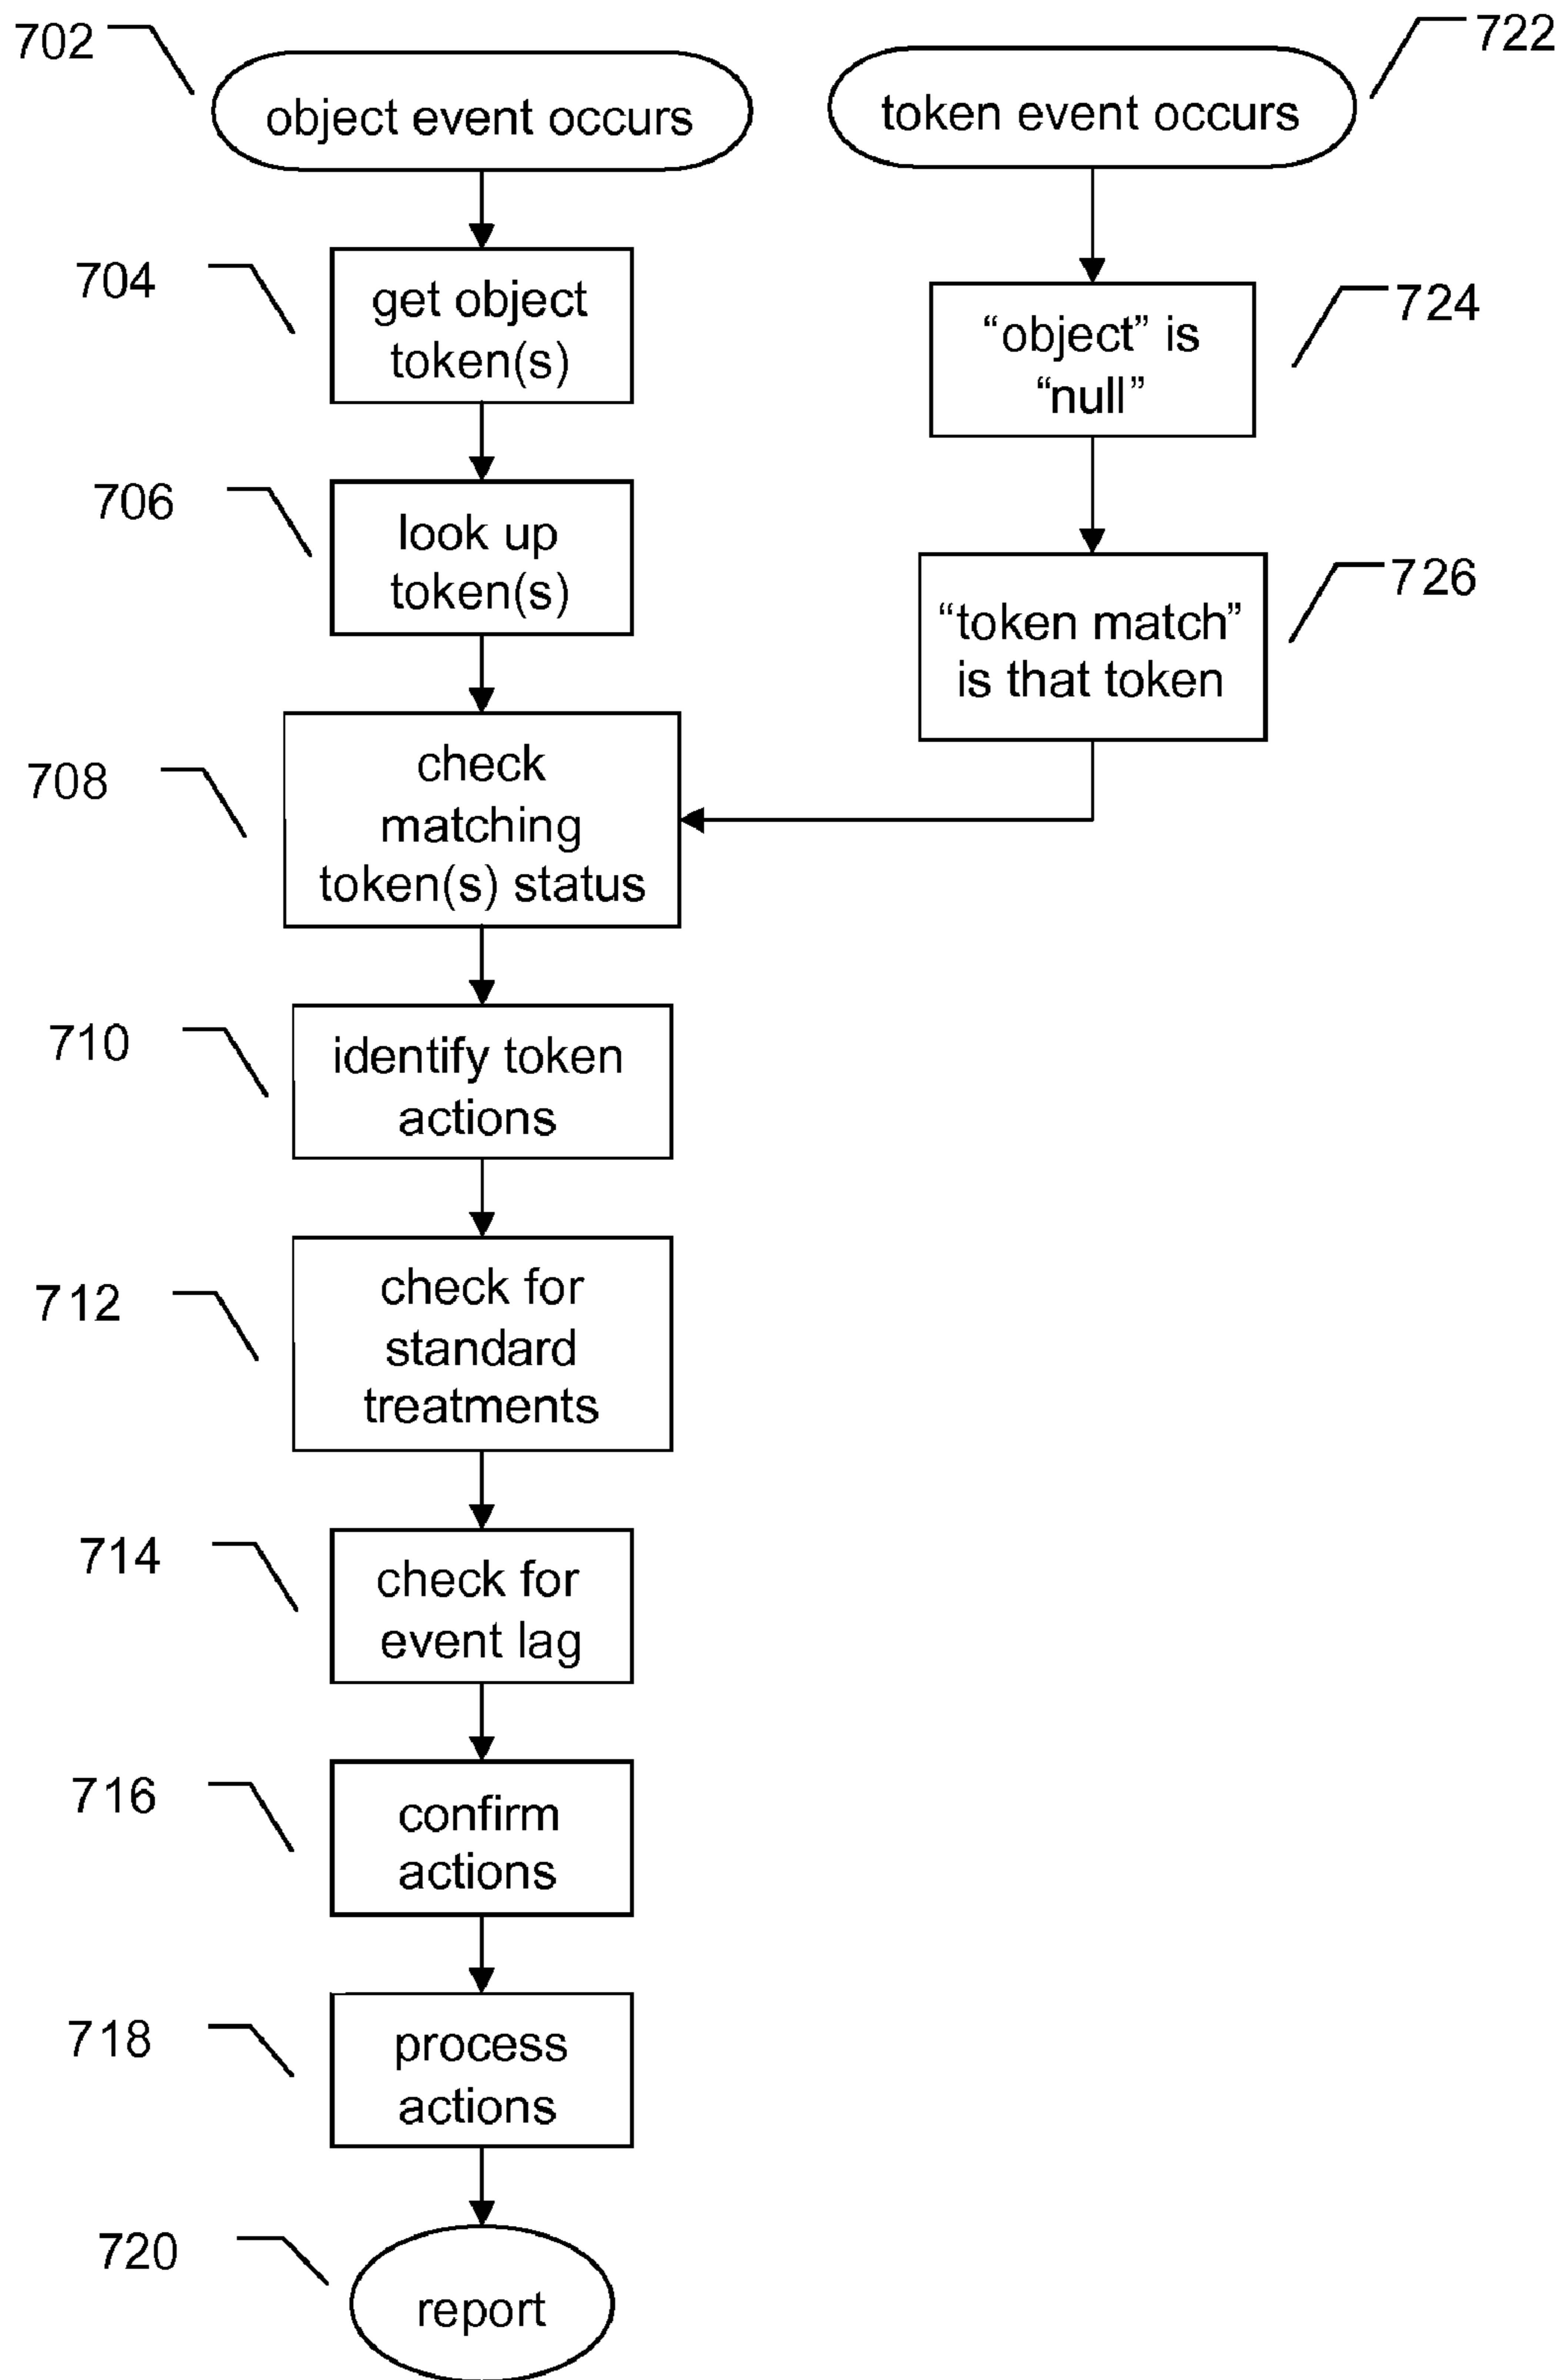 702
object event occurs
704
get object
token(s)
706
look up
token(s)
708
check
matching
token(s) status
710
identify token
actions
712
check for
standard
treatments
714
check for
event lag
716
confirm
actions
718
process
actions
720
report
722
token event occurs
724
“object” is
“null”
726
“token match”
is that token